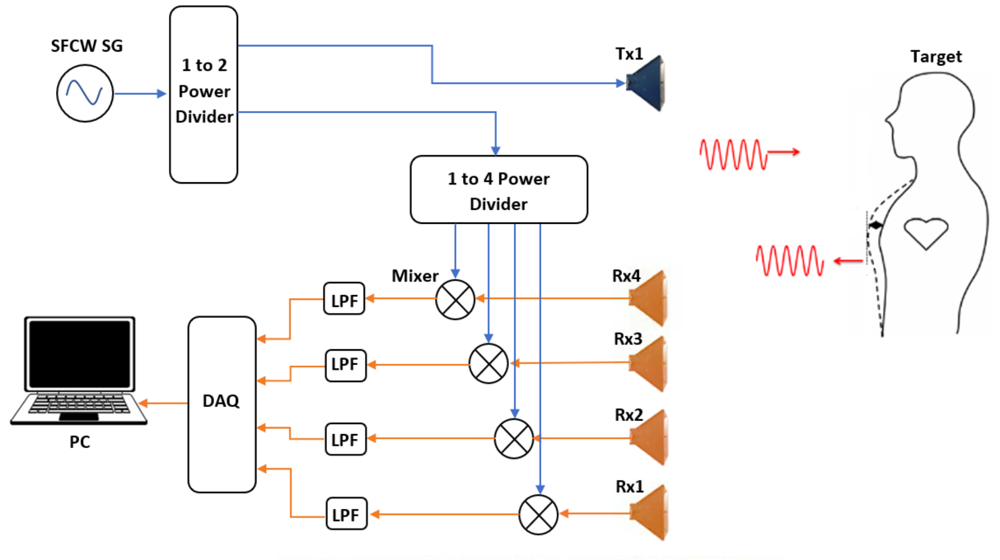 SFCW SG
1 to 2
Power
Divider
Tx1
Target
1 to 4 Power
Divider
Mixer
Rx4
LPF
Rx3
LPF
DAQ
Rx2
LPF
PC
Rx1
LPF